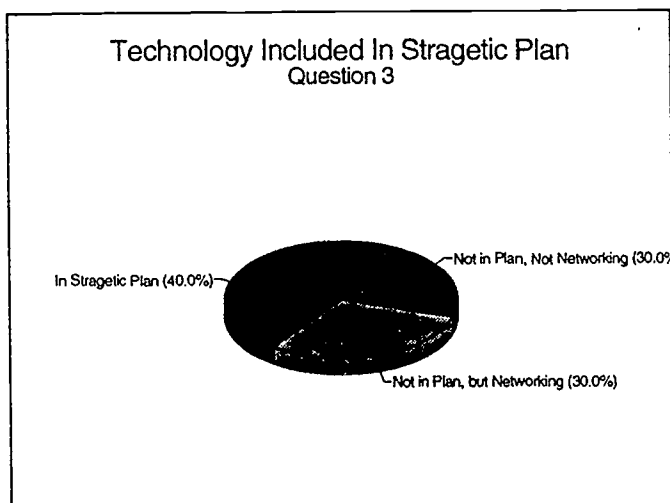 Technology Included In Stragetic Plan
Question 3
Not in Plan, Not Networking (30.0%
In Stragetic Plan (40.0%)
Not in Plan, but Networking (30.0%)